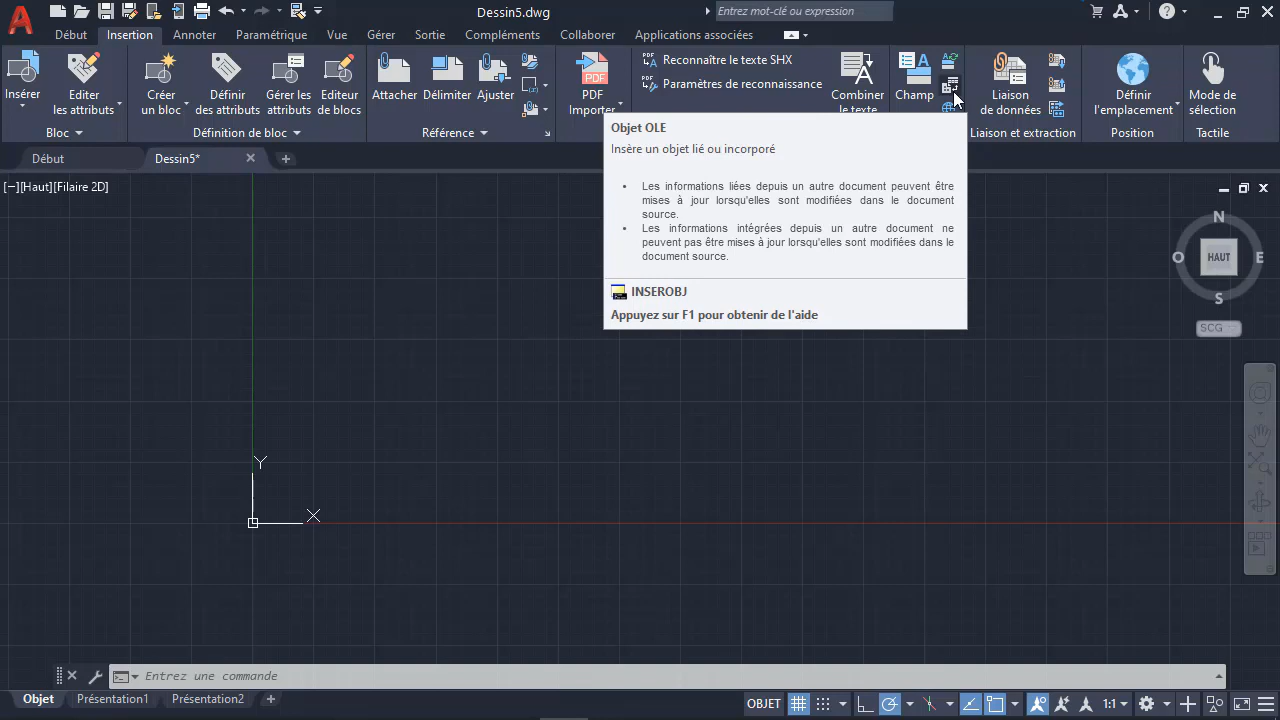 Dessin5.dwg
Entrez mot-clé ou expression
Début Insertion Annoter Paramétrique Vue Gérer Sortie Compléments Collaborer Applications associées
Insérer
Editer
les attributs
Bloc
Créer
un bloc
Définir
des attributs
Gérer les
attributs
Editeur
de blocs
Définition de bloc
Attacher
Délimiter
Ajuster
Référence
PDF
PDF
Importer
Reconnaître le texte SHX
Paramètres de reconnaissance
Combiner
le texte
Champ
Liaison
de données
Liaison et extraction
Définir
l'emplacement
Position
Mode de
sélection
Tactile
Début
Dessin5*
[−][Haut][Filaire 2D]
Objet OLE
Insère un objet lié ou incorporé
• Les informations liées depuis un autre document peuvent être
mises à jour lorsqu'elles sont modifiées dans le document
source.
• Les informations intégrées depuis un autre document ne
peuvent pas être mises à jour lorsqu'elles sont modifiées dans le
document source.
INSEROBJ
Appuyez sur F1 pour obtenir de l'aide
N
O
HAUT
E
S
SCG
Y
X
Entrez une commande
Objet Présentation1 Présentation2
OBJET
1:1